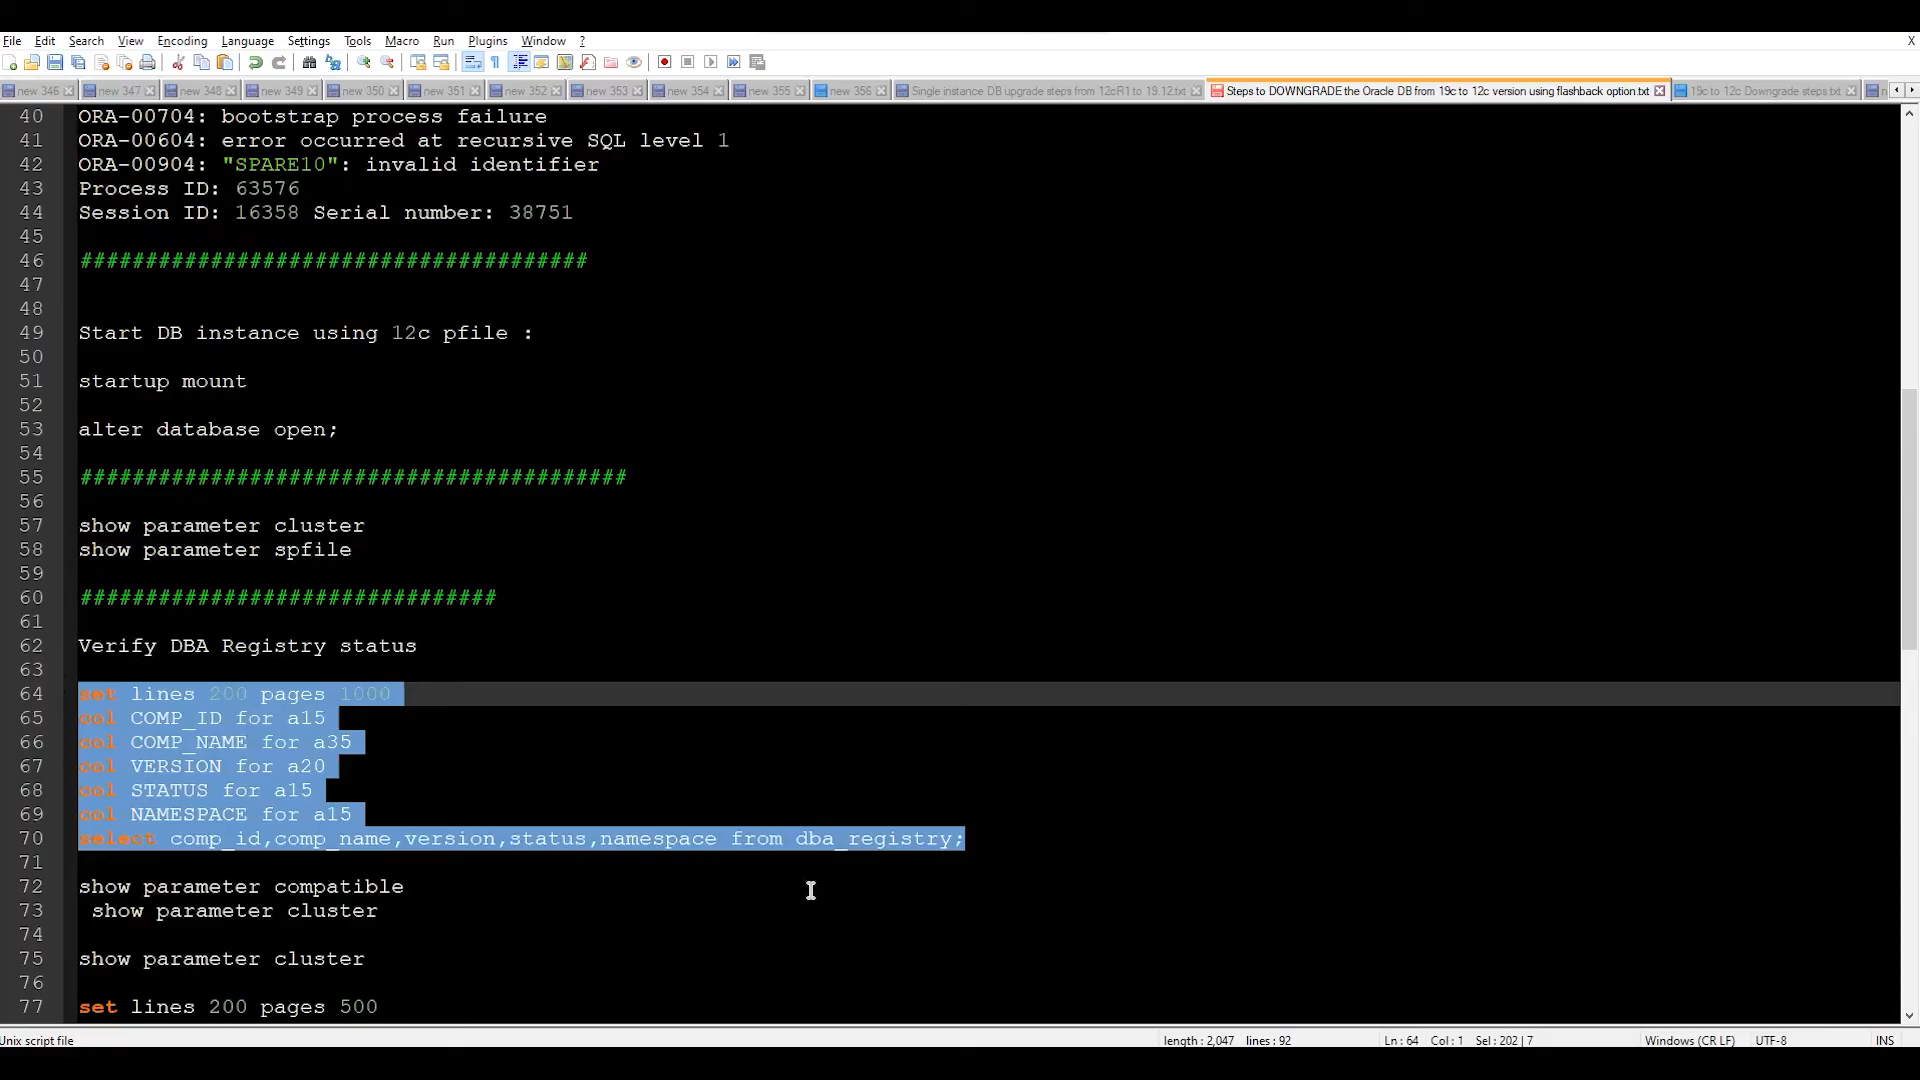 File Edit Search View Encoding Language Settings Tools Macro Run Plugins Window ? X
new 346 new 347 new 348 new 349 new 350 new 351 new 352 new 353 new 354 new 355 new 356 Single instance DB upgrade steps from 12cR1 to 19.12.txt Steps to DOWNGRADE the Oracle DB from 19c to 12c version using flashback option.txt 19c to 12c Downgrade steps.txt
40 ORA-00704: bootstrap process failure
41 ORA-00604: error occurred at recursive SQL level 1
42 ORA-00904: "SPARE10": invalid identifier
43 Process ID: 63576
44 Session ID: 16358 Serial number: 38751
45
46 #######################################
47
48
49 Start DB instance using 12c pfile :
50
51 startup mount
52
53 alter database open;
54
55 ##########################################
56
57 show parameter cluster
58 show parameter spfile
59
60 ################################
61
62 Verify DBA Registry status
63
64 set lines 200 pages 1000
65 col COMP_ID for a15
66 col COMP_NAME for a35
67 col VERSION for a20
68 col STATUS for a15
69 col NAMESPACE for a15
70 select comp_id,comp_name,version,status,namespace from dba_registry;
71
72 show parameter compatible
73  show parameter cluster
74
75 show parameter cluster
76
77 set lines 200 pages 500
Unix script file length : 2,047 lines : 92 Ln : 64 Col : 1 Sel : 202 | 7 Windows (CR LF) UTF-8 INS